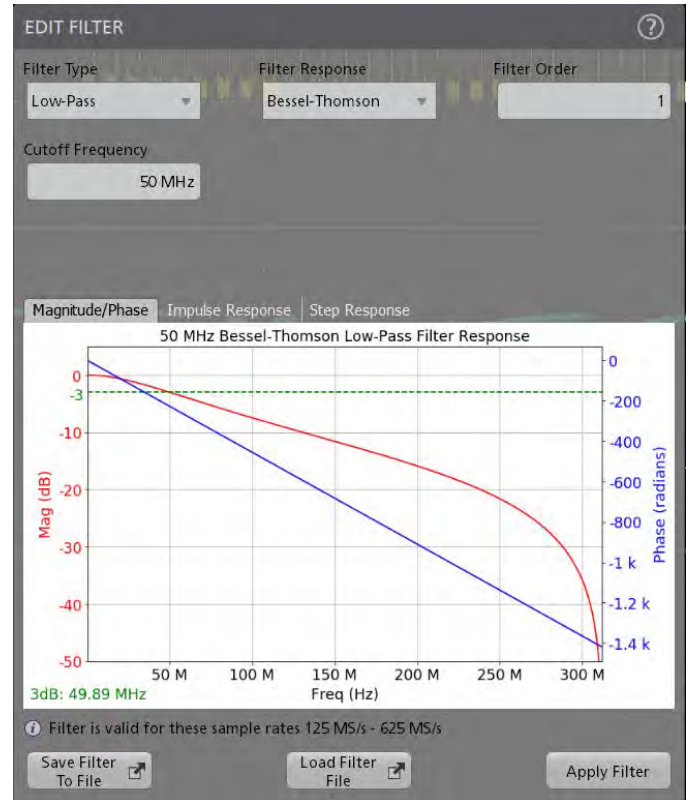 EDIT FILTER ?
Filter Type Filter Response Filter Order
Low-Pass Bessel-Thomson 1
Cutoff Frequency
50 MHz
Magnitude/Phase Impulse Response Step Response
50 MHz Bessel-Thomson Low-Pass Filter Response
0 0
-3
-200
-10
-400
-600
-20
-800
-30
-1 k
-40
-1.2 k
-1.4 k
-50
Mag (dB)
Phase (radians)
50 M 100 M 150 M 200 M 250 M 300 M
3dB: 49.89 MHz Freq (Hz)
i Filter is valid for these sample rates 125 MS/s - 625 MS/s
Save Filter
To File
Load Filter
File
Apply Filter